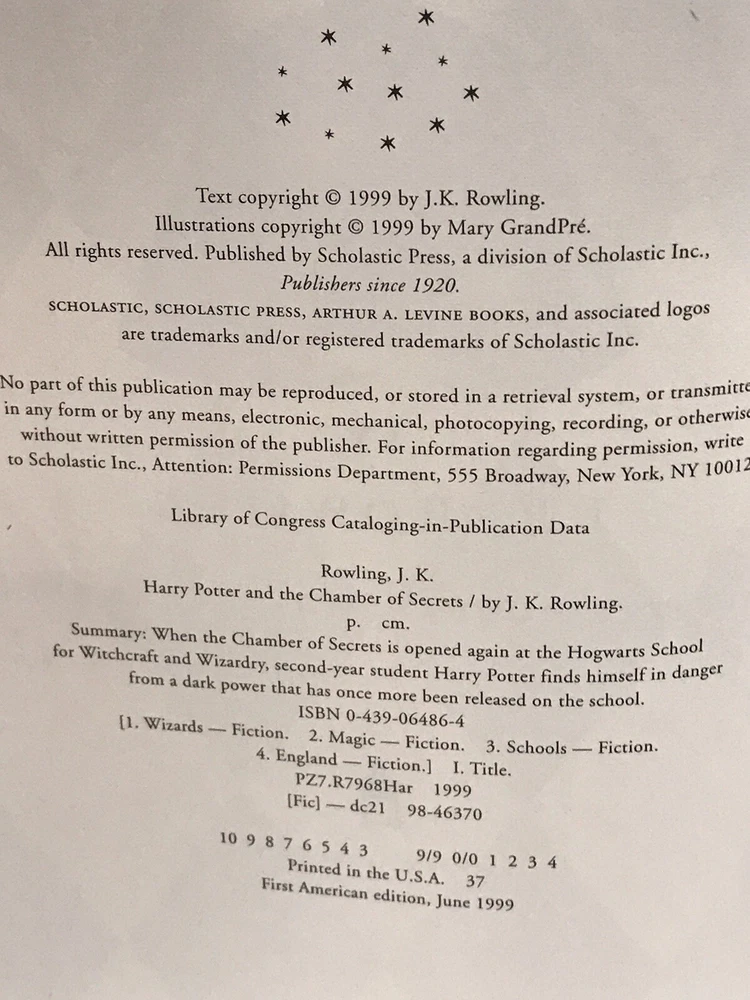 Text copyright © 1999 by J.K. Rowling.
Illustrations copyright © 1999 by Mary GrandPré.
All rights reserved. Published by Scholastic Press, a division of Scholastic Inc.,
Publishers since 1920.
SCHOLASTIC, SCHOLASTIC PRESS, ARTHUR A. LEVINE BOOKS, and associated logos
are trademarks and/or registered trademarks of Scholastic Inc.
No part of this publication may be reproduced, or stored in a retrieval system, or transmitte
in any form or by any means, electronic, mechanical, photocopying, recording, or otherwise
without written permission of the publisher. For information regarding permission, write
to Scholastic Inc., Attention: Permissions Department, 555 Broadway, New York, NY 10012
Library of Congress Cataloging-in-Publication Data
Rowling, J. K.
Harry Potter and the Chamber of Secrets / by J. K. Rowling.
p. cm.
Summary: When the Chamber of Secrets is opened again at the Hogwarts School
for Witchcraft and Wizardry, second-year student Harry Potter finds himself in danger
from a dark power that has once more been released on the school.
ISBN 0-439-06486-4
[1. Wizards — Fiction. 2. Magic — Fiction. 3. Schools — Fiction.
4. England — Fiction.] I. Title.
PZ7.R7968Har 1999
[Fic] — dc21 98-46370
10 9 8 7 6 5 4 3 9/9 0/0 1 2 3 4
Printed in the U.S.A. 37
First American edition, June 1999